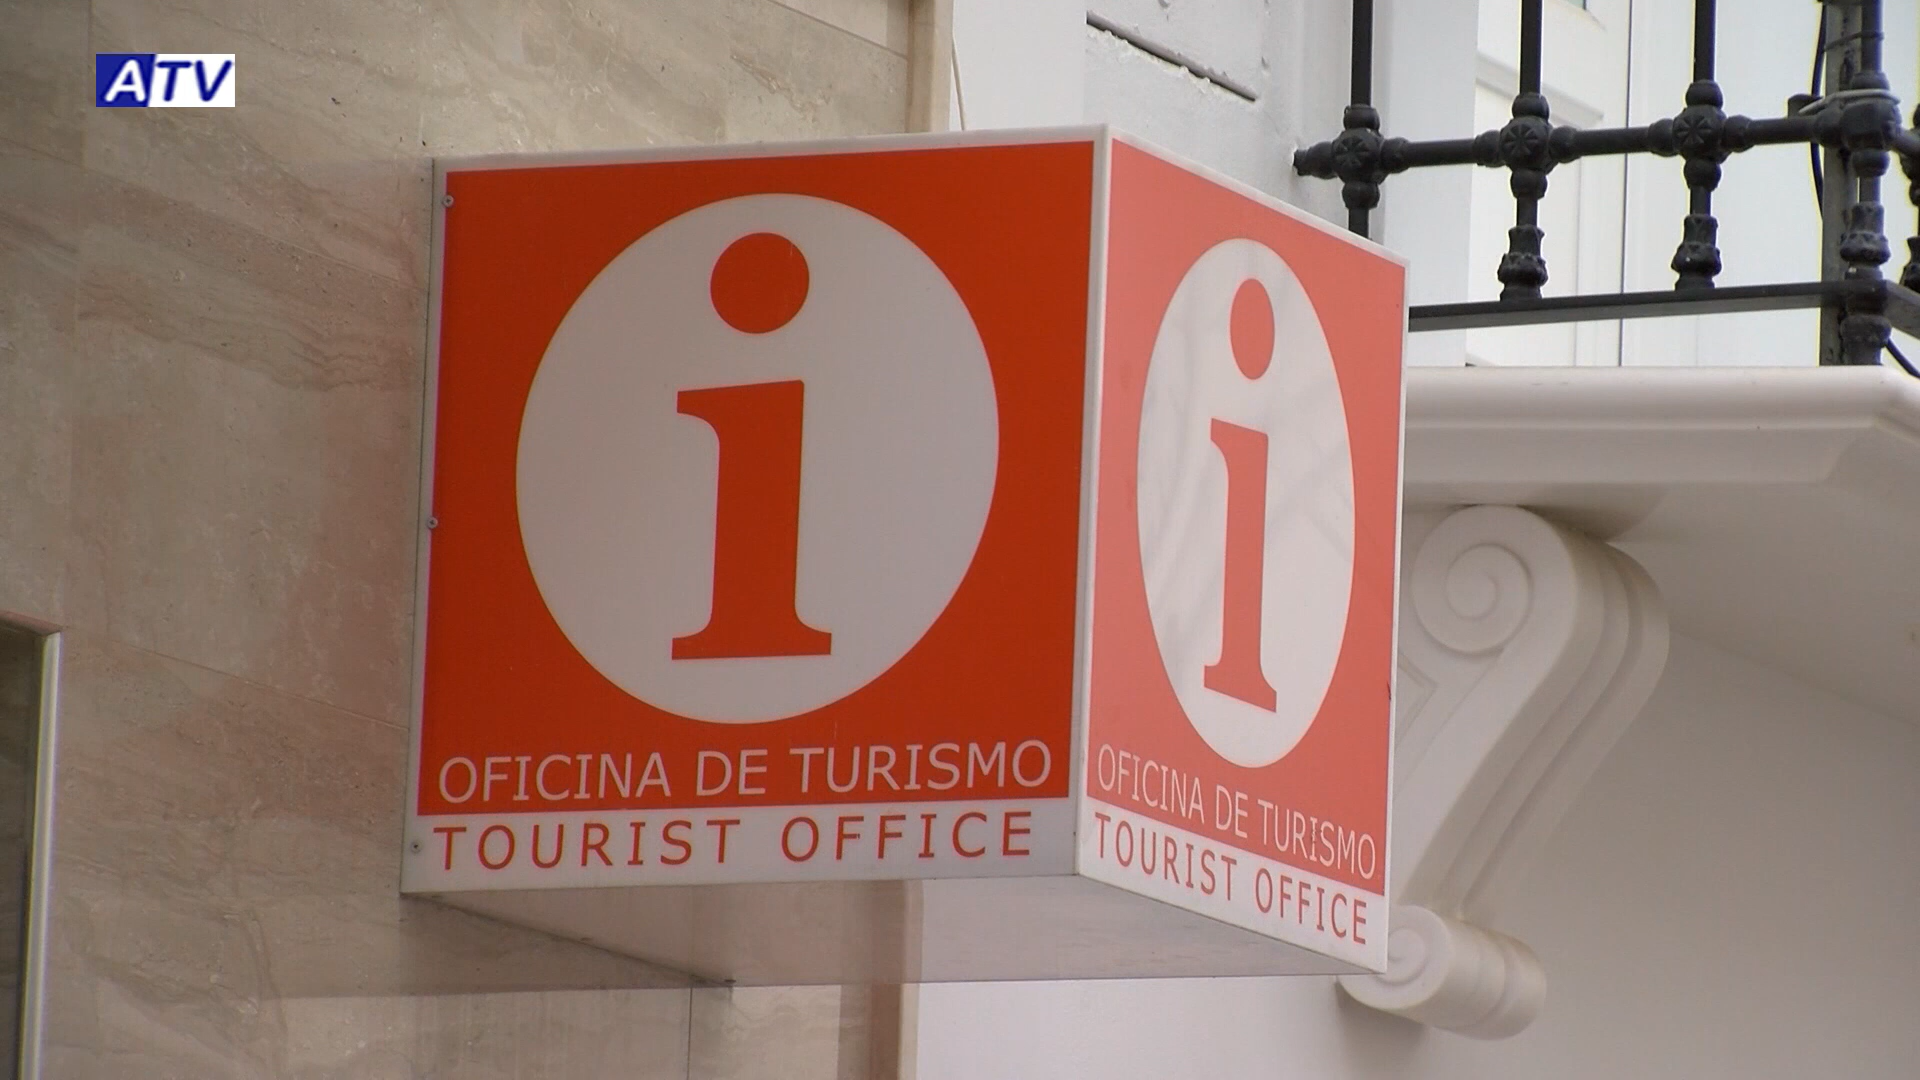 ATV
i
OFICINA DE TURISMO
TOURIST OFFICE
i
OFICINA DE TURISMO
TOURIST OFFICE